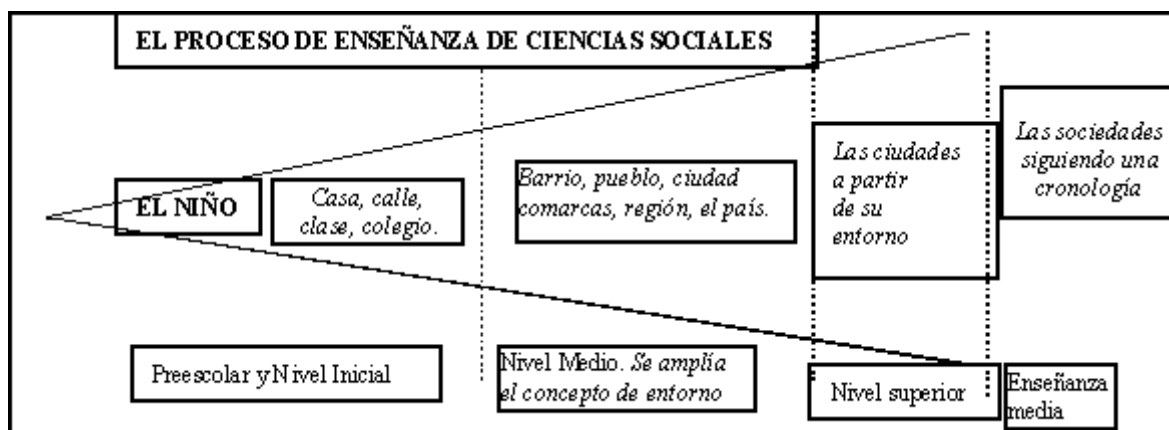 EL PROCESO DE ENSEÑANZA DE CIENCIAS SOCIALES
EL NIÑO
Casa, calle,
clase, colegio.
Barrio, pueblo, ciudad
comarcas, región, el país.
Las ciudades
a partir
de su
entorno
Las sociedades
siguiendo una
cronología
Preescolar y Nivel Inicial
Nivel Medio. Se amplía
el concepto de entorno
Nivel superior
Enseñanza
media